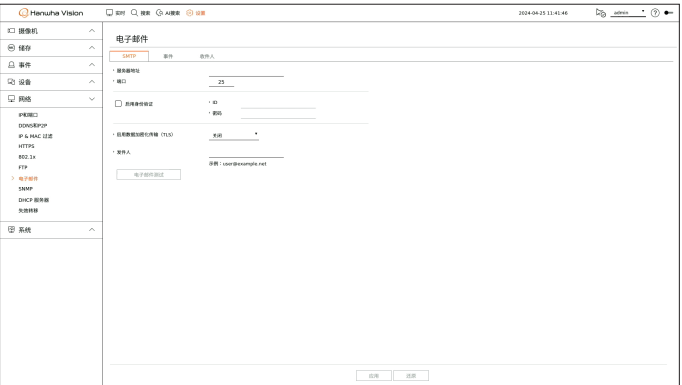 Hanwha Vision 实时 搜索 AI搜索 设置 2024-04-25 11:41:46 admin
摄像机
储存
事件
设备
网络
IP和端口
DDNS和P2P
IP & MAC 过滤
HTTPS
802.1x
FTP
电子邮件
SNMP
DHCP 服务器
失效转移
系统
电子邮件
SMTP 事件 收件人
服务器地址
端口 25
启用身份验证 ID
密码
启用数据加密化传输（TLS） 关闭
发件人
示例：user@example.net
电子邮件测试
应用 还原